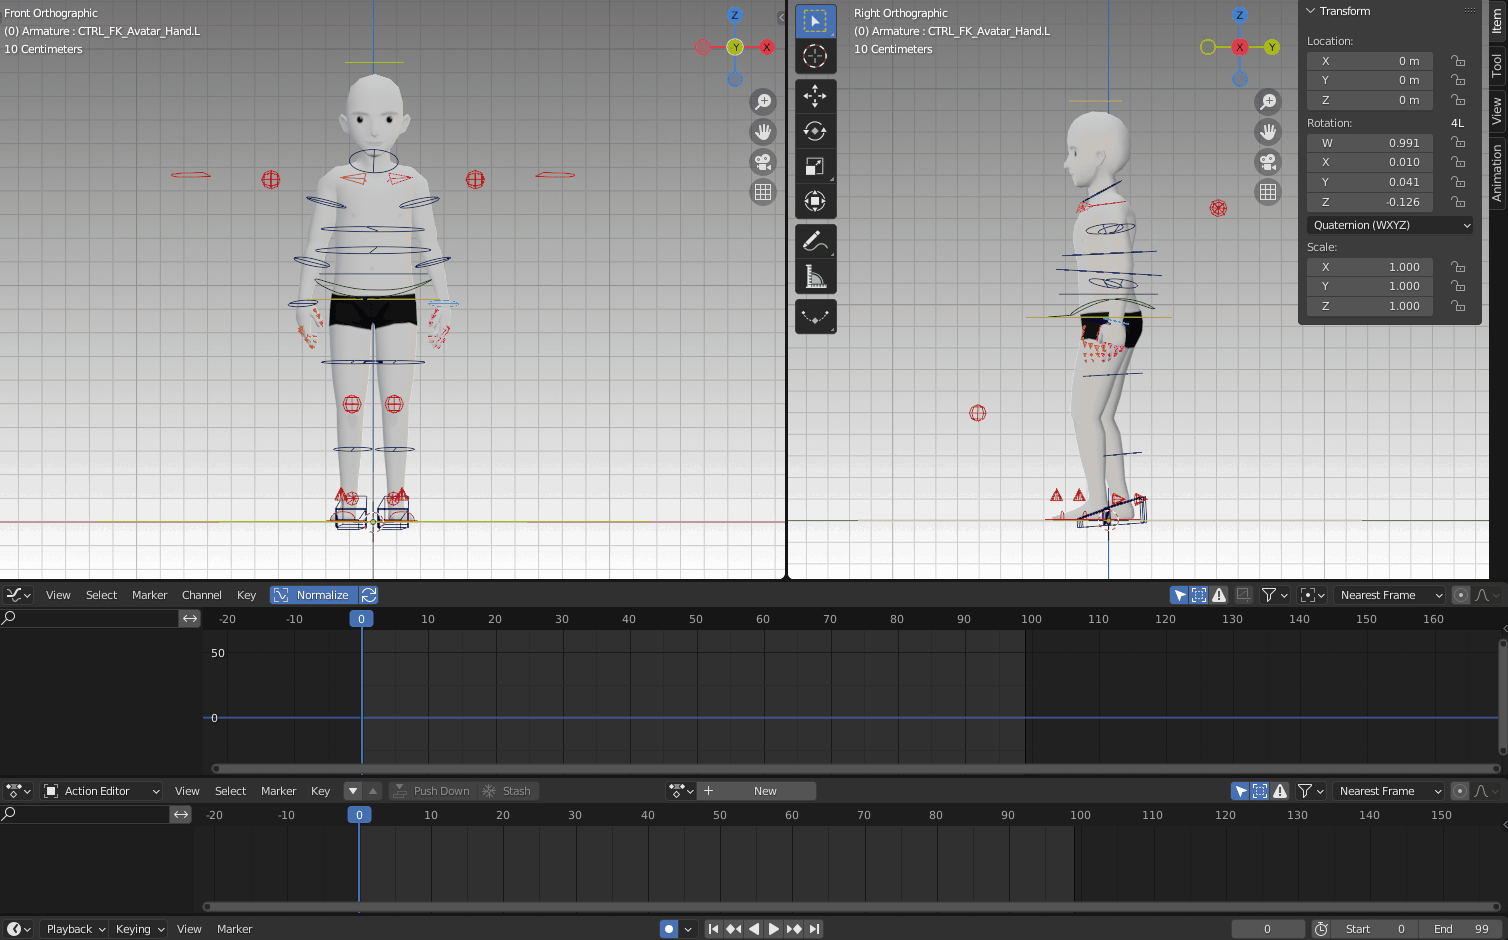 Front Orthographic
(0) Armature : CTRL_FK_Avatar_Hand.L
10 Centimeters
Z
Y
X
Right Orthographic
(0) Armature : CTRL_FK_Avatar_Hand.L
10 Centimeters
Z
X
Y
Transform
Location:
X 0 m
Y 0 m
Z 0 m
Rotation: 4L
W 0.991
X 0.010
Y 0.041
Z -0.126
Quaternion (WXYZ)
Scale:
X 1.000
Y 1.000
Z 1.000
Item
Tool
View
Animation
View Select Marker Channel Key Normalize Nearest Frame
-20 -10 0 10 20 30 40 50 60 70 80 90 100 110 120 130 140 150 160
50
0
Action Editor View Select Marker Key Push Down Stash New Nearest Frame
-20 -10 0 10 20 30 40 50 60 70 80 90 100 110 120 130 140 150
Playback Keying View Marker 0 Start 0 End 99